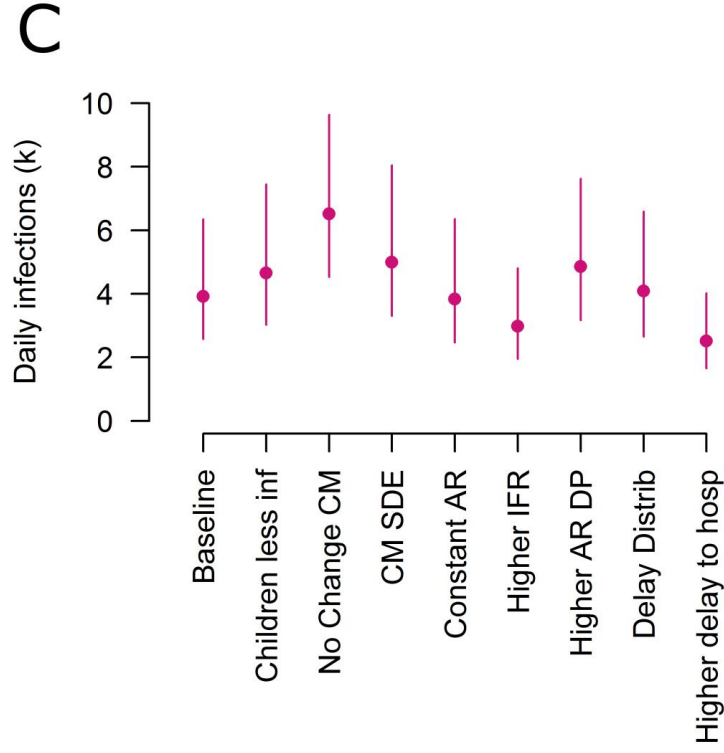 C
Daily infections (k)
10
8
6
4
2
0
Baseline
Children less inf
No Change CM
CM SDE
Constant AR
Higher IFR
Higher AR DP
Delay Distrib
Higher delay to hosp